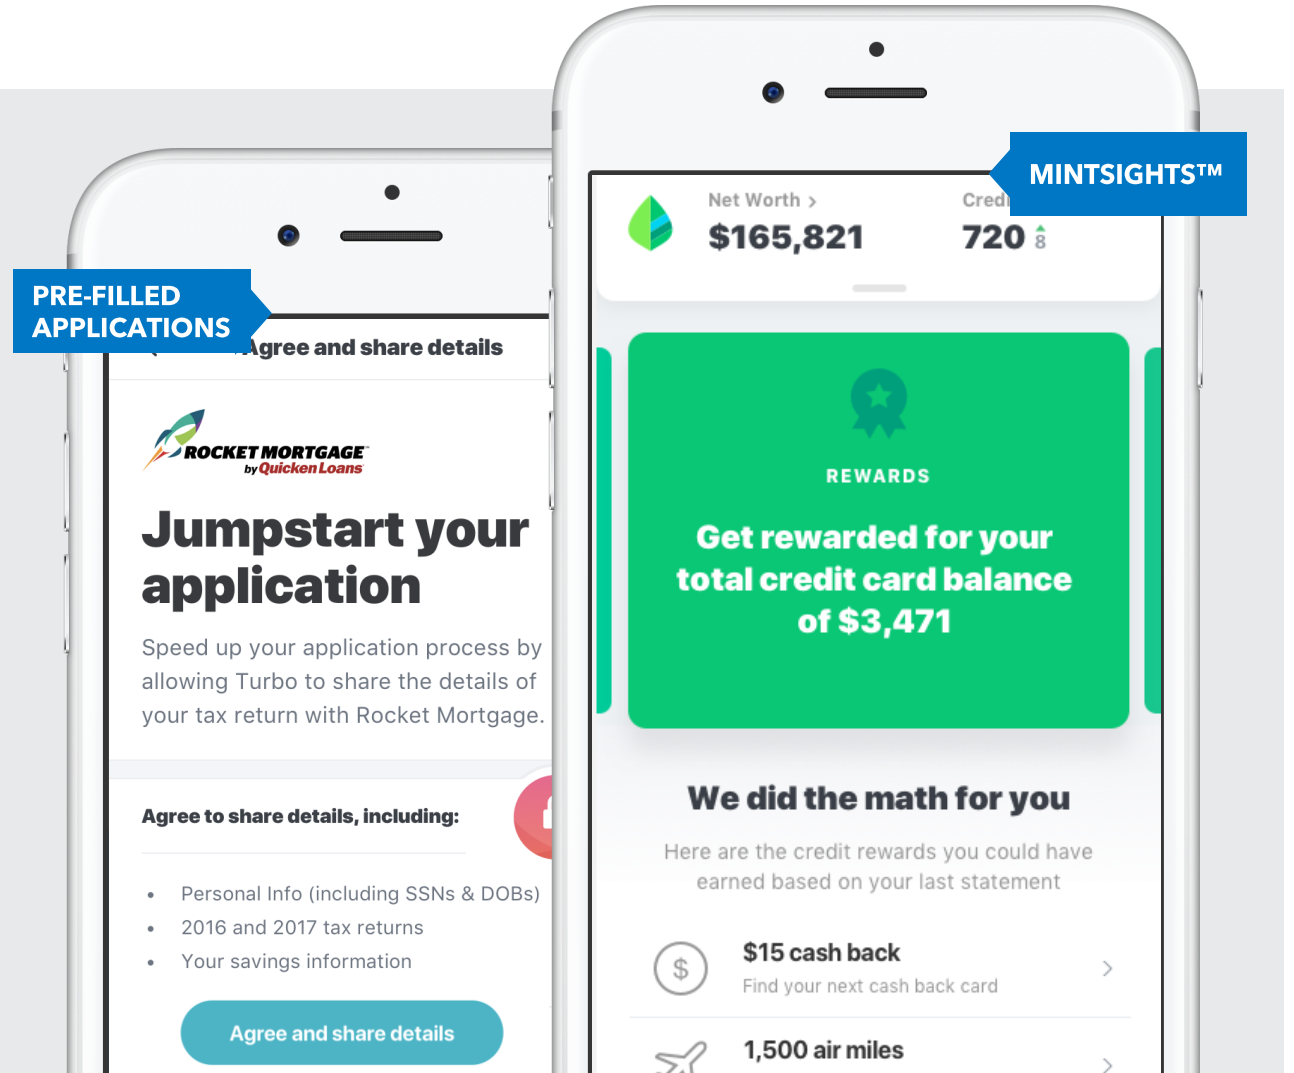 PRE-FILLED
APPLICATIONS
Agree and share details
ROCKET MORTGAGE
by Quicken Loans
Jumpstart your
application
Speed up your application process by
allowing Turbo to share the details of
your tax return with Rocket Mortgage.
Agree to share details, including:
• Personal Info (including SSNs & DOBs)
• 2016 and 2017 tax returns
• Your savings information
Agree and share details
MINTSIGHTS™
Net Worth >
$165,821
720 8
REWARDS
Get rewarded for your
total credit card balance
of $3,471
We did the math for you
Here are the credit rewards you could have
earned based on your last statement
$ $15 cash back
Find your next cash back card
1,500 air miles